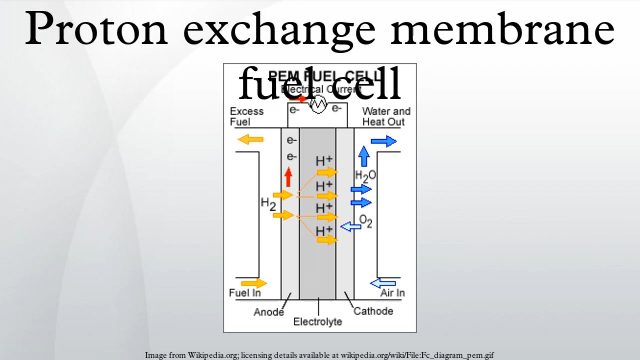 Proton exchange membrane
fuel cell
PEM FUEL CELL
Electrical Current
e- e-
Excess
Fuel
Water and
Heat Out
e-
e-
H+
H+
H+
H+
H2
H2O
O2
Fuel In
Air In
Anode
Cathode
Electrolyte
Image from Wikipedia.org; licensing details available at wikipedia.org/wiki/File:Fc_diagram_pem.gif